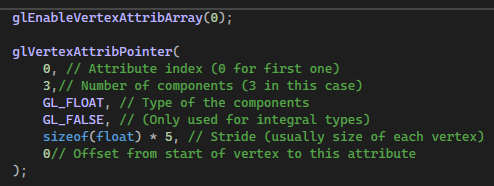 glEnableVertexAttribArray(0);
glVertexAttribPointer(
0, // Attribute index (0 for first one)
3,// Number of components (3 in this case)
GL_FLOAT, // Type of the components
GL_FALSE, // (Only used for integral types)
sizeof(float) * 5, // Stride (usually size of each vertex)
0// Offset from start of vertex to this attribute
);